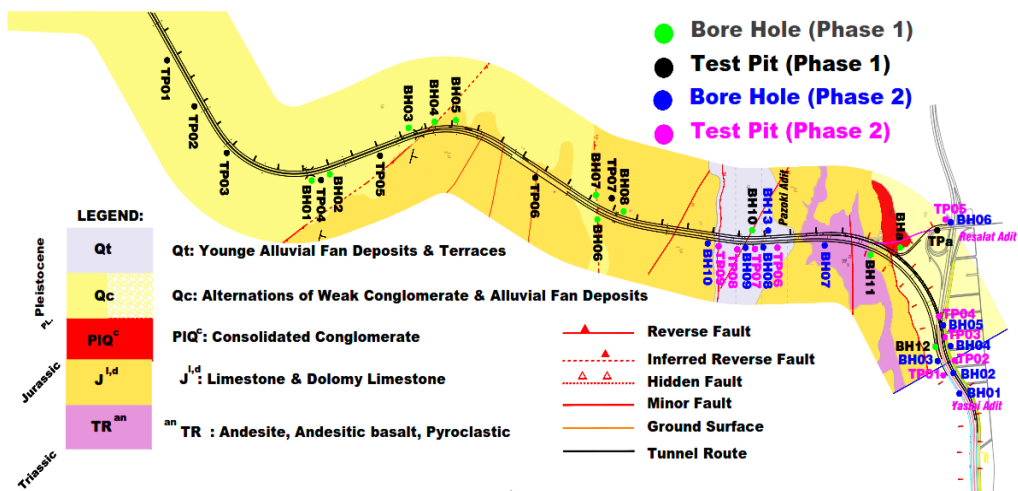 Bore Hole (Phase 1)
Test Pit (Phase 1)
Bore Hole (Phase 2)
Test Pit (Phase 2)
TP01
TP02
TP03
BH01
TP04
BH02
TP05
BH03
BH04
BH05
TP06
BH07
TP07
BH08
BH06
BH10
BH13
Pazoki Adit
BH10
TP09
TP08
BH09
TP07
BH08
TP06
BH07
BH11
BHa
TPa
TP05
BH06
Resalat Adit
TP04
BH05
TP03
BH04
BH12
BH03
TP02
TP01
BH02
BH01
Yasini Adit
LEGEND:
Pleistocene
PL.
Jurassic
Triassic
Qt
Qt: Younge Alluvial Fan Deposits & Terraces
Qc
Qc: Alternations of Weak Conglomerate & Alluvial Fan Deposits
PlQc
PlQc: Consolidated Conglomerate
Jl,d
Jl,d: Limestone & Dolomy Limestone
TRan
anTR : Andesite, Andesitic basalt, Pyroclastic
Reverse Fault
Inferred Reverse Fault
Hidden Fault
Minor Fault
Ground Surface
Tunnel Route